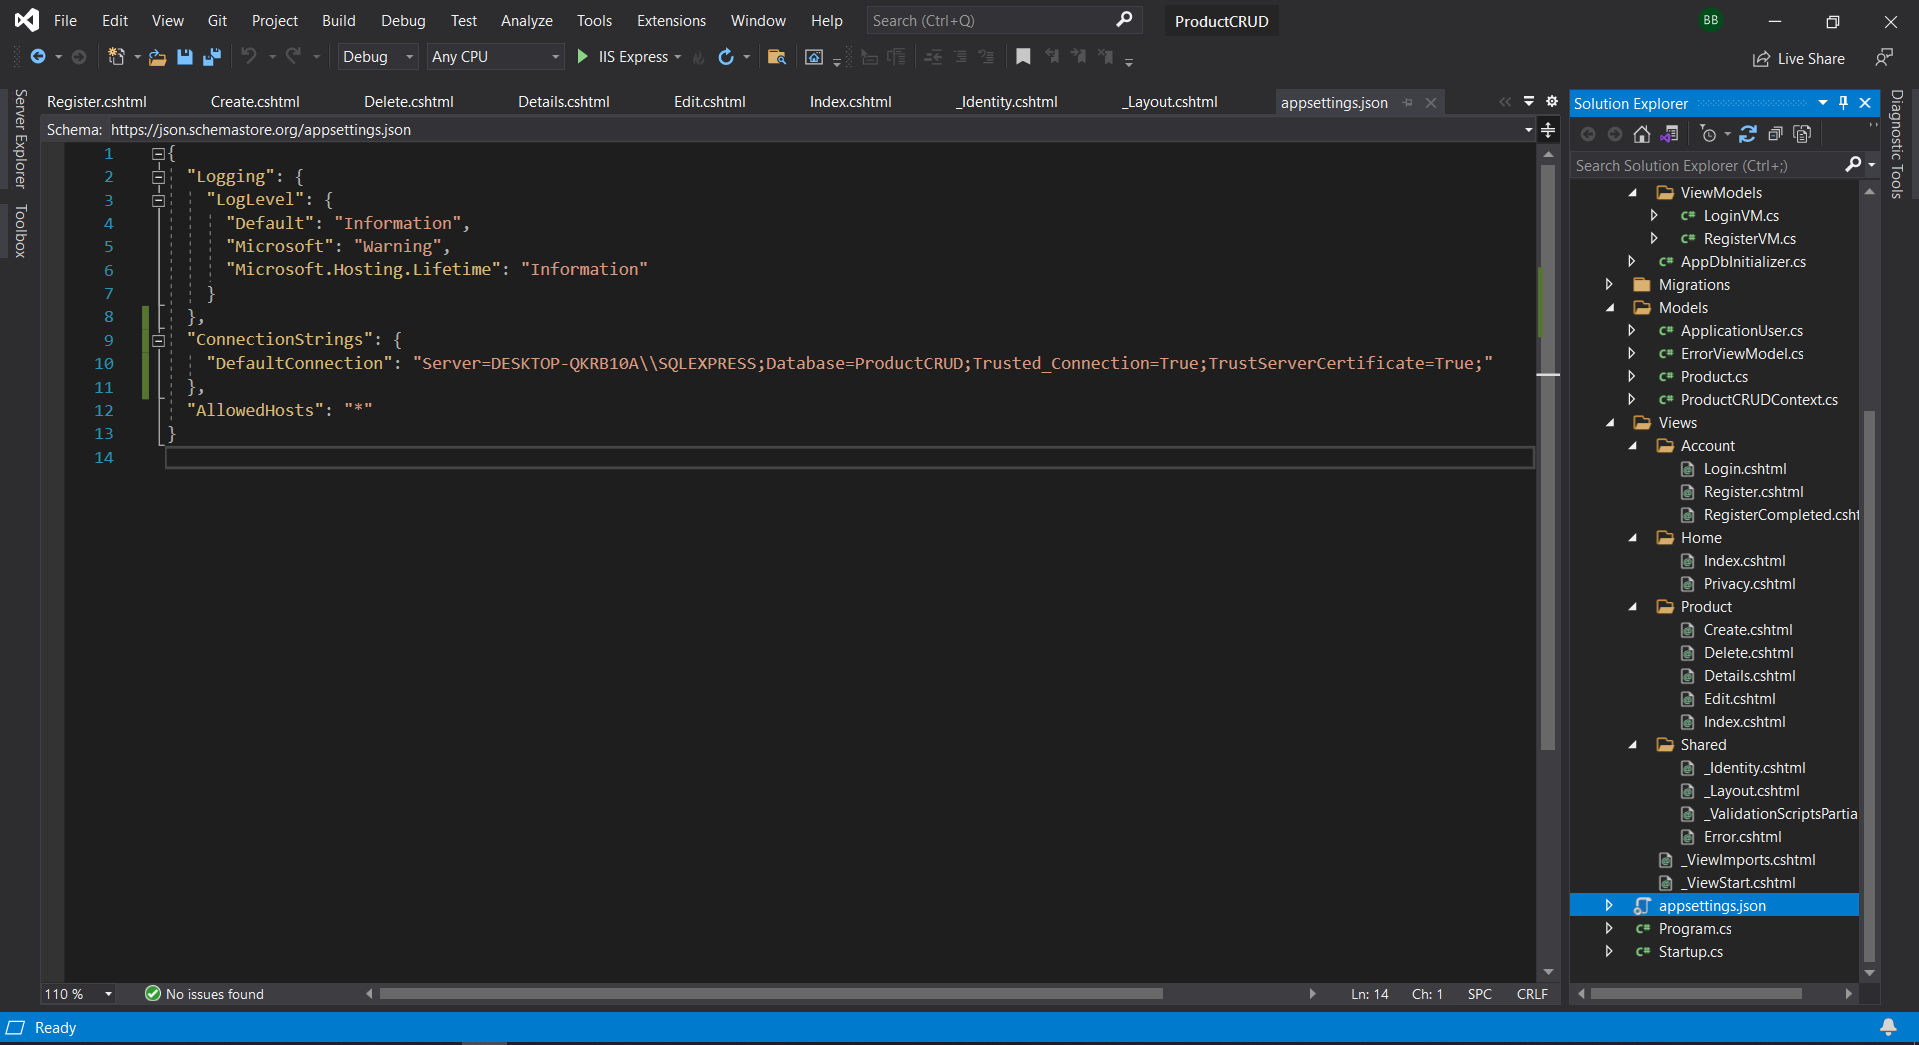 File Edit View Git Project Build Debug Test Analyze Tools Extensions Window Help Search (Ctrl+Q) ProductCRUD BB
Debug Any CPU IIS Express Live Share
Server Explorer
Toolbox
Register.cshtml Create.cshtml Delete.cshtml Details.cshtml Edit.cshtml Index.cshtml _Identity.cshtml _Layout.cshtml appsettings.json
Schema: https://json.schemastore.org/appsettings.json
1 {
2 "Logging": {
3 "LogLevel": {
4 "Default": "Information",
5 "Microsoft": "Warning",
6 "Microsoft.Hosting.Lifetime": "Information"
7 }
8 },
9 "ConnectionStrings": {
10 "DefaultConnection": "Server=DESKTOP-QKRB10A\\SQLEXPRESS;Database=ProductCRUD;Trusted_Connection=True;TrustServerCertificate=True;"
11 },
12 "AllowedHosts": "*"
13 }
14
110 % No issues found Ln: 14 Ch: 1 SPC CRLF
Solution Explorer
Search Solution Explorer (Ctrl+;)
ViewModels
C# LoginVM.cs
C# RegisterVM.cs
C# AppDbInitializer.cs
Migrations
Models
C# ApplicationUser.cs
C# ErrorViewModel.cs
C# Product.cs
C# ProductCRUDContext.cs
Views
Account
Login.cshtml
Register.cshtml
RegisterCompleted.csht
Home
Index.cshtml
Privacy.cshtml
Product
Create.cshtml
Delete.cshtml
Details.cshtml
Edit.cshtml
Index.cshtml
Shared
_Identity.cshtml
_Layout.cshtml
_ValidationScriptsPartia
Error.cshtml
_ViewImports.cshtml
_ViewStart.cshtml
appsettings.json
C# Program.cs
C# Startup.cs
Diagnostic Tools
Ready